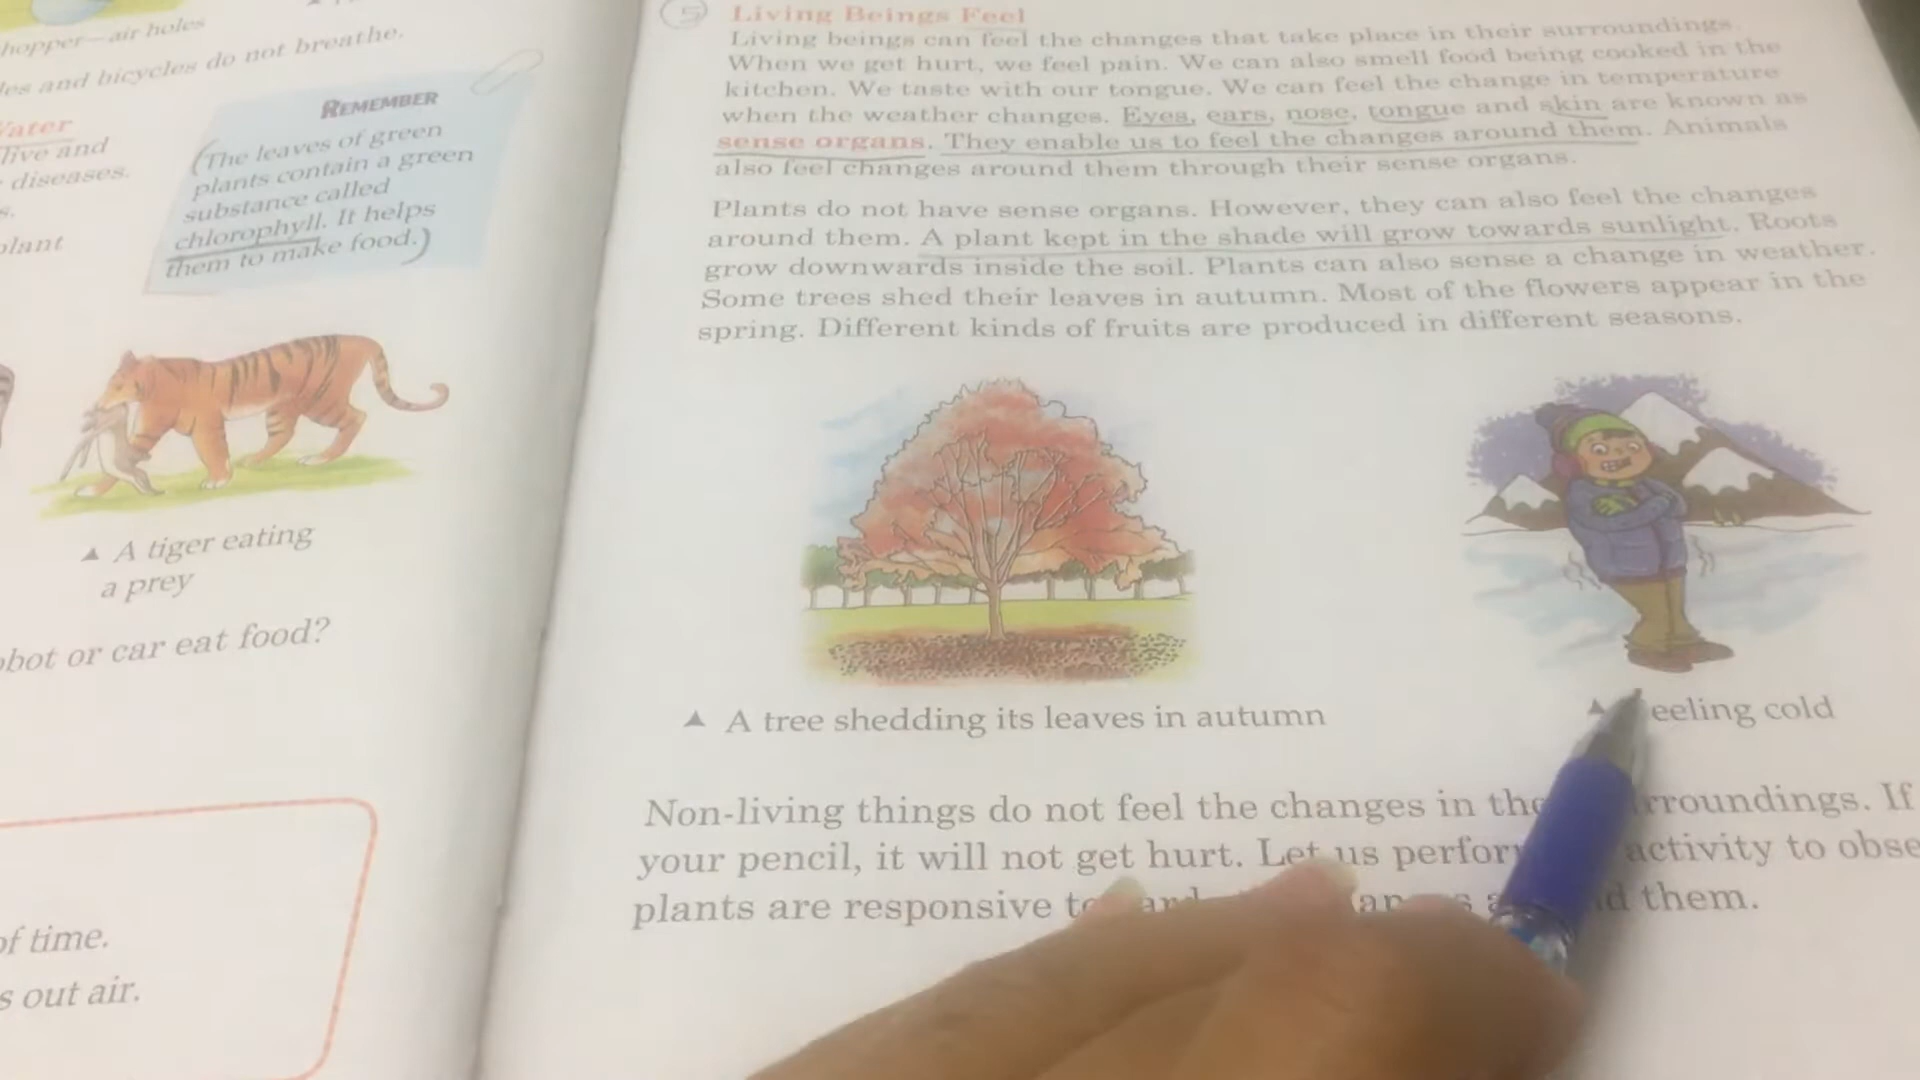 hopper—air holes
les and bicycles do not breathe.
Water
live and
diseases.
s.
plant
REMEMBER
(The leaves of green
plants contain a green
substance called
chlorophyll. It helps
them to make food.)
▲ A tiger eating
a prey
obot or car eat food?
of time.
s out air.
5 Living Beings Feel
Living beings can feel the changes that take place in their surroundings.
When we get hurt, we feel pain. We can also smell food being cooked in the
kitchen. We taste with our tongue. We can feel the change in temperature
when the weather changes. Eyes, ears, nose, tongue and skin are known as
sense organs. They enable us to feel the changes around them. Animals
also feel changes around them through their sense organs.
Plants do not have sense organs. However, they can also feel the changes
around them. A plant kept in the shade will grow towards sunlight. Roots
grow downwards inside the soil. Plants can also sense a change in weather.
Some trees shed their leaves in autumn. Most of the flowers appear in the
spring. Different kinds of fruits are produced in different seasons.
▲ A tree shedding its leaves in autumn
▲ eeling cold
Non-living things do not feel the changes in the rroundings. If
your pencil, it will not get hurt. Let us perfor activity to obse
plants are responsive to them.